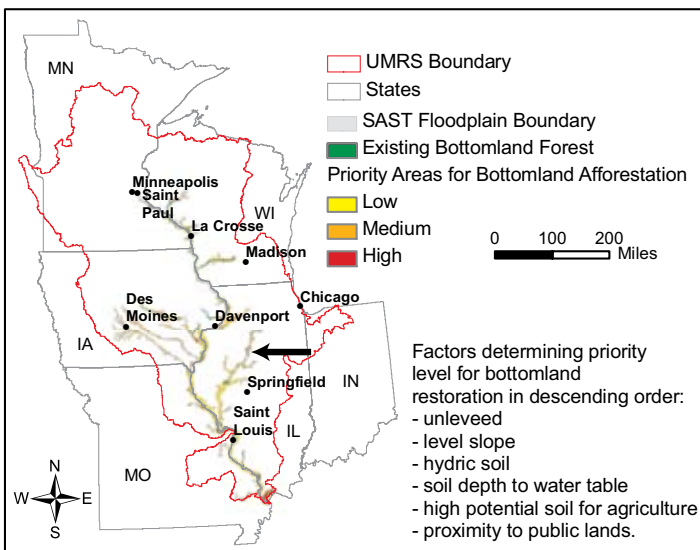 MN
UMRS Boundary
States
SAST Floodplain Boundary
Existing Bottomland Forest
Priority Areas for Bottomland Afforestation
Low
Medium
High
0 100 200
Miles
Minneapolis
Saint
Paul
WI
La Crosse
Madison
Des
Moines
Davenport
Chicago
IA
Springfield
IN
Saint
Louis
IL
MO
N
W E
S
Factors determining priority
level for bottomland
restoration in descending order:
- unleveed
- level slope
- hydric soil
- soil depth to water table
- high potential soil for agriculture
- proximity to public lands.